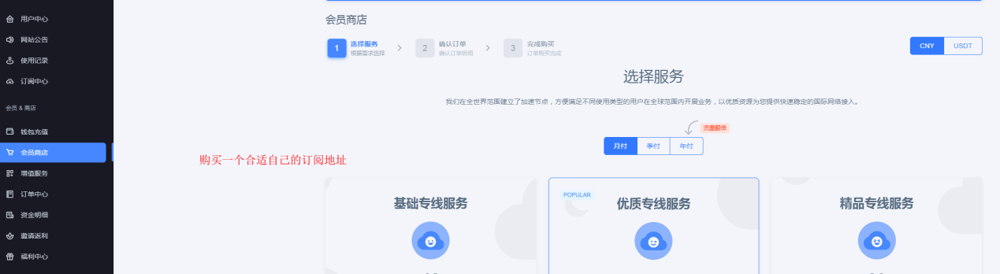 用户中心
网站公告
使用记录
订阅中心
会员 & 商店
钱包充值
会员商店
增值服务
订单中心
资金明细
邀请返利
福利中心
会员商店
1 选择服务
根据需求选择
2 确认订单
确认订单明细
3 完成购买
订单购买完成
CNY USDT
选择服务
我们在全世界范围建立了加速节点，方便满足不同使用类型的用户在全球范围内开展业务，以优质资源为您提供快速稳定的国际网络接入。
流量翻倍
月付 季付 年付
购买一个合适自己的订阅地址
基础专线服务
POPULAR
优质专线服务
精品专线服务